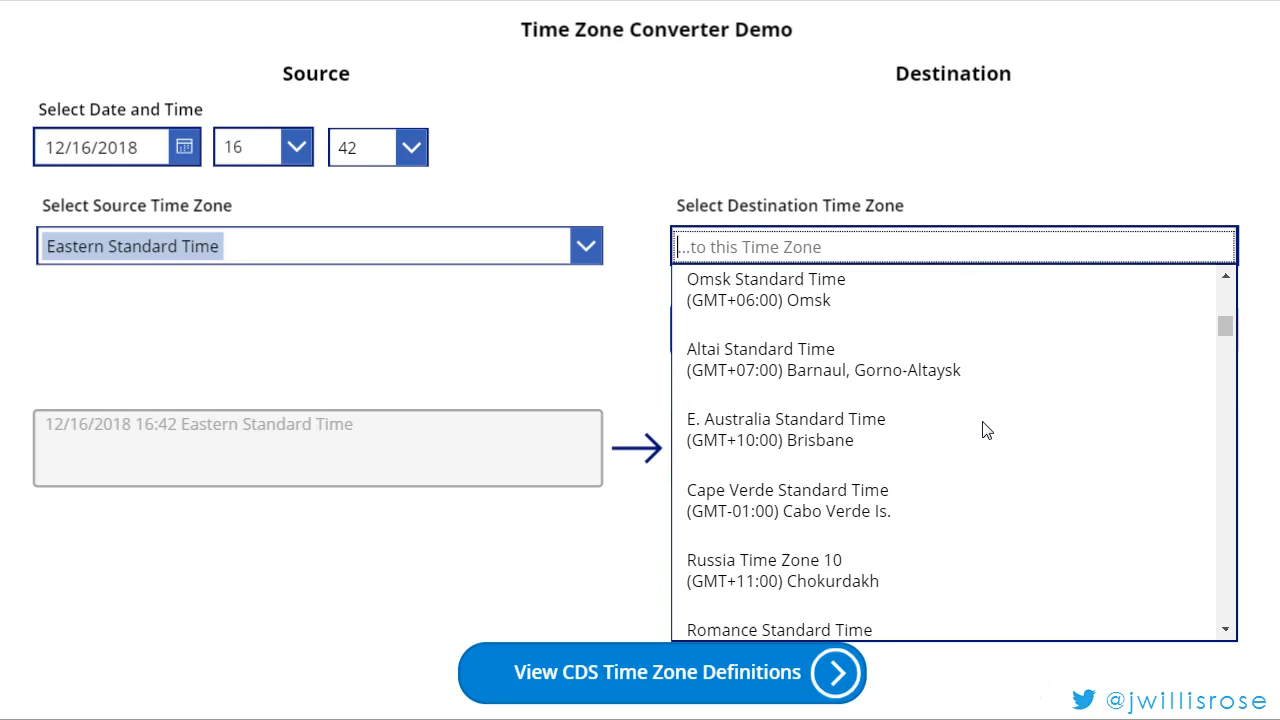 Time Zone Converter Demo
Source
Destination
Select Date and Time
12/16/2018
16
42
Select Source Time Zone
Select Destination Time Zone
Eastern Standard Time
...to this Time Zone
Omsk Standard Time
(GMT+06:00) Omsk
Altai Standard Time
(GMT+07:00) Barnaul, Gorno-Altaysk
E. Australia Standard Time
(GMT+10:00) Brisbane
12/16/2018 16:42 Eastern Standard Time
Cape Verde Standard Time
(GMT-01:00) Cabo Verde Is.
Russia Time Zone 10
(GMT+11:00) Chokurdakh
Romance Standard Time
View CDS Time Zone Definitions
@jwillisrose